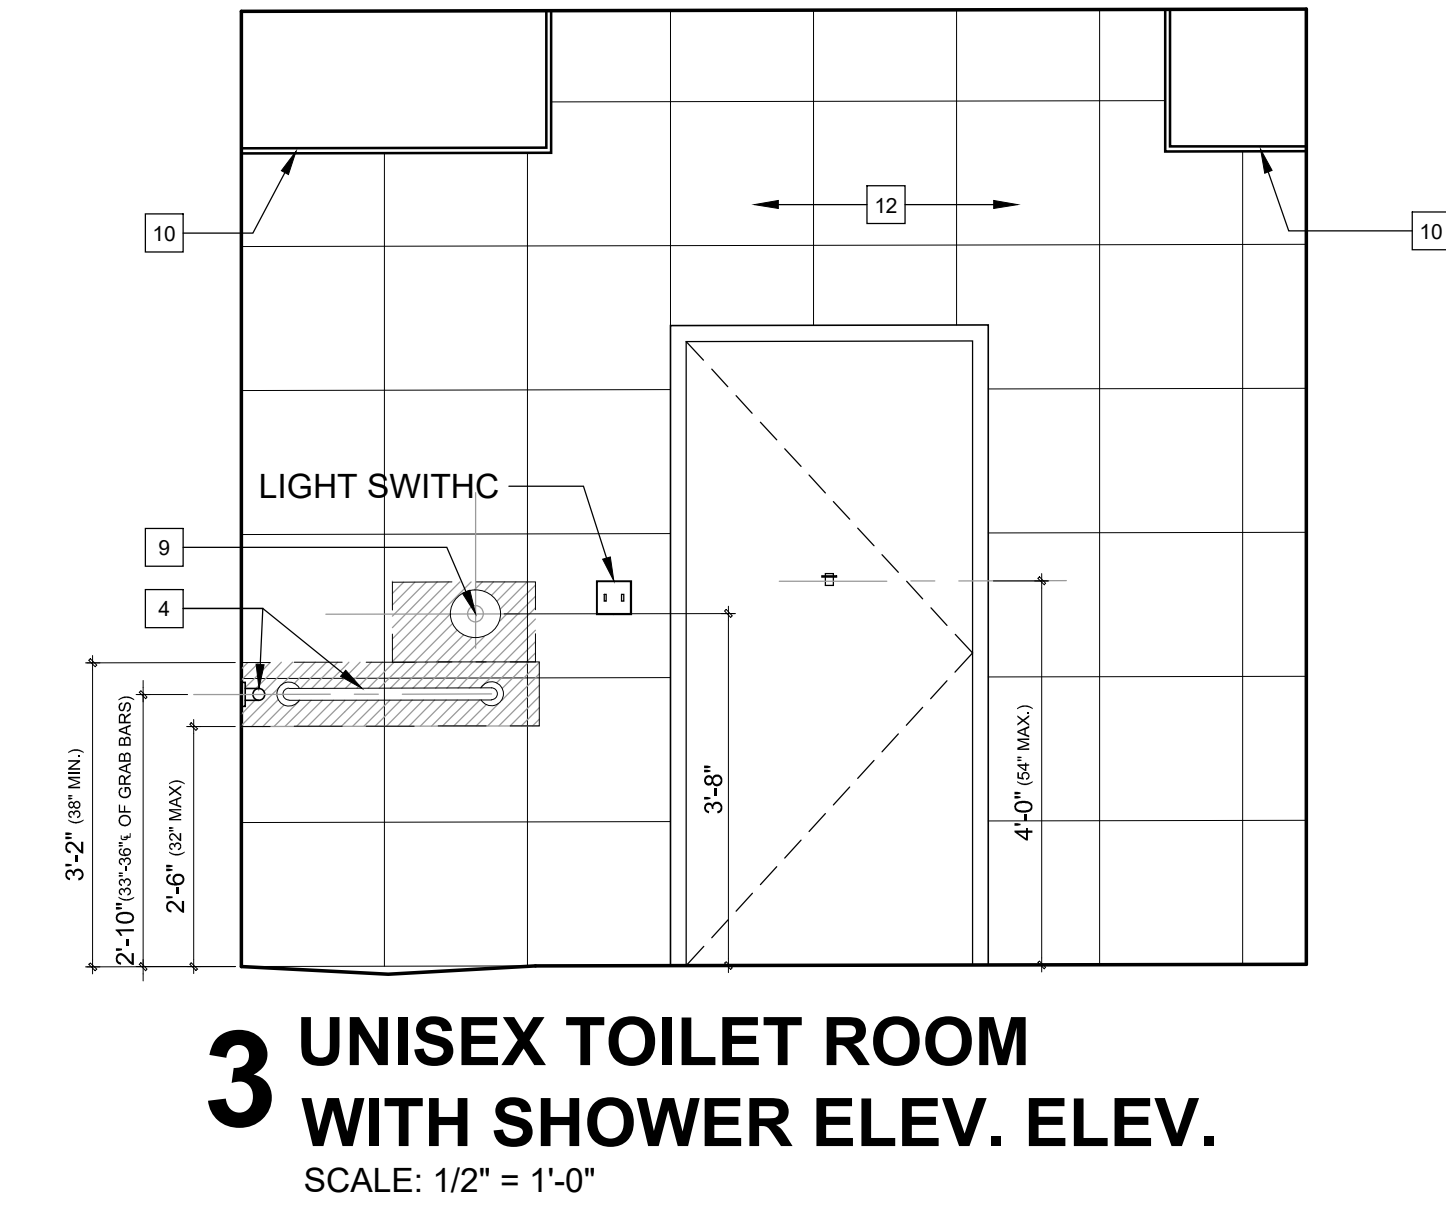 12
10
10
LIGHT SWITHC
9
4
3'-2" (38" MIN.)
2'-10"(33"-36"℄ OF GRAB BARS)
2'-6" (32" MAX)
3'-8"
4'-0" (54" MAX.)
3 UNISEX TOILET ROOM
WITH SHOWER ELEV. ELEV.
SCALE: 1/2" = 1'-0"